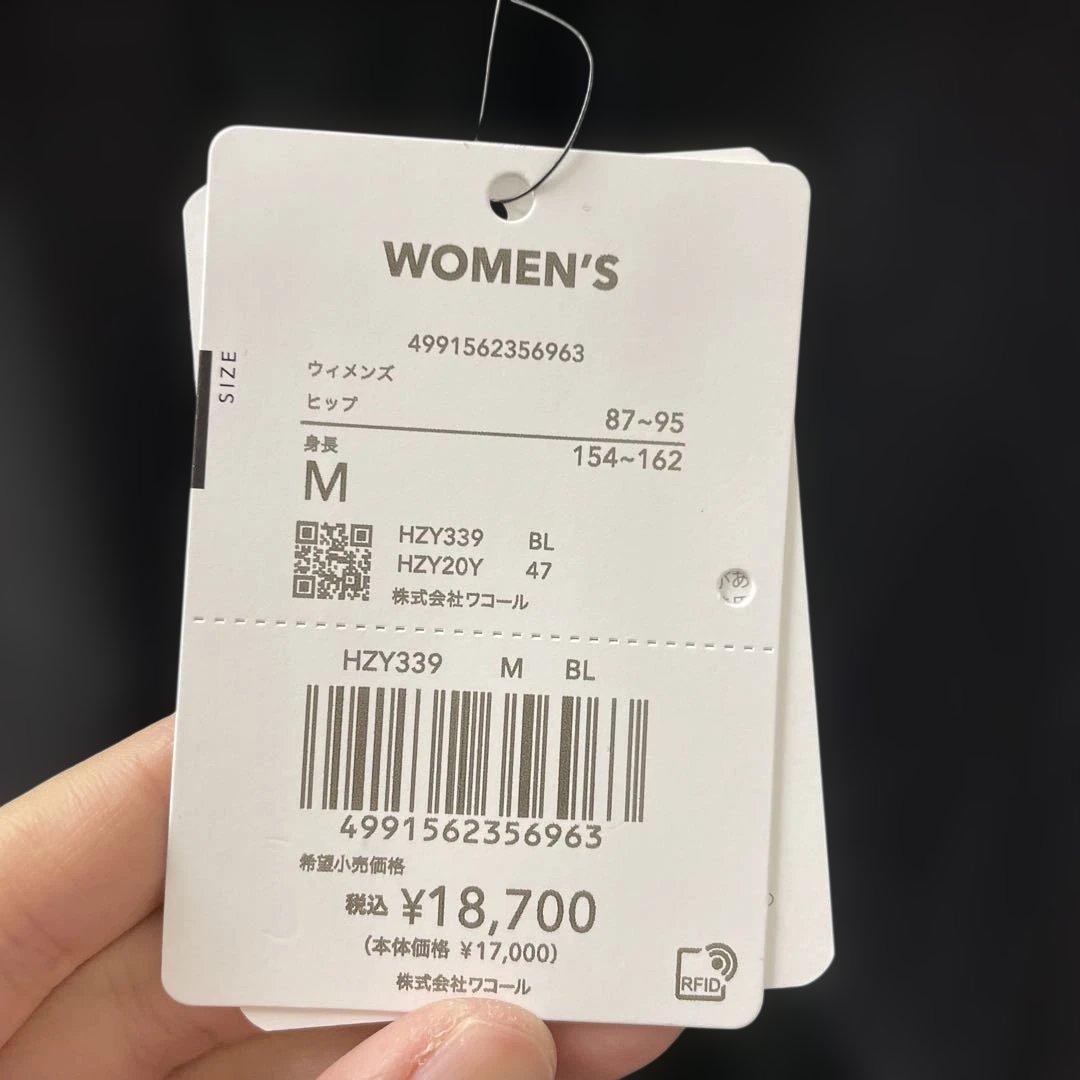 WOMEN'S
4991562356963
SIZE
ウィメンズ
ヒップ 87~95
身長 154~162
M
HZY339 BL
HZY20Y 47
株式会社ワコール
あ
HZY339 M BL
4991562356963
希望小売価格
税込 ¥18,700
(本体価格 ¥17,000)
株式会社ワコール
RFID